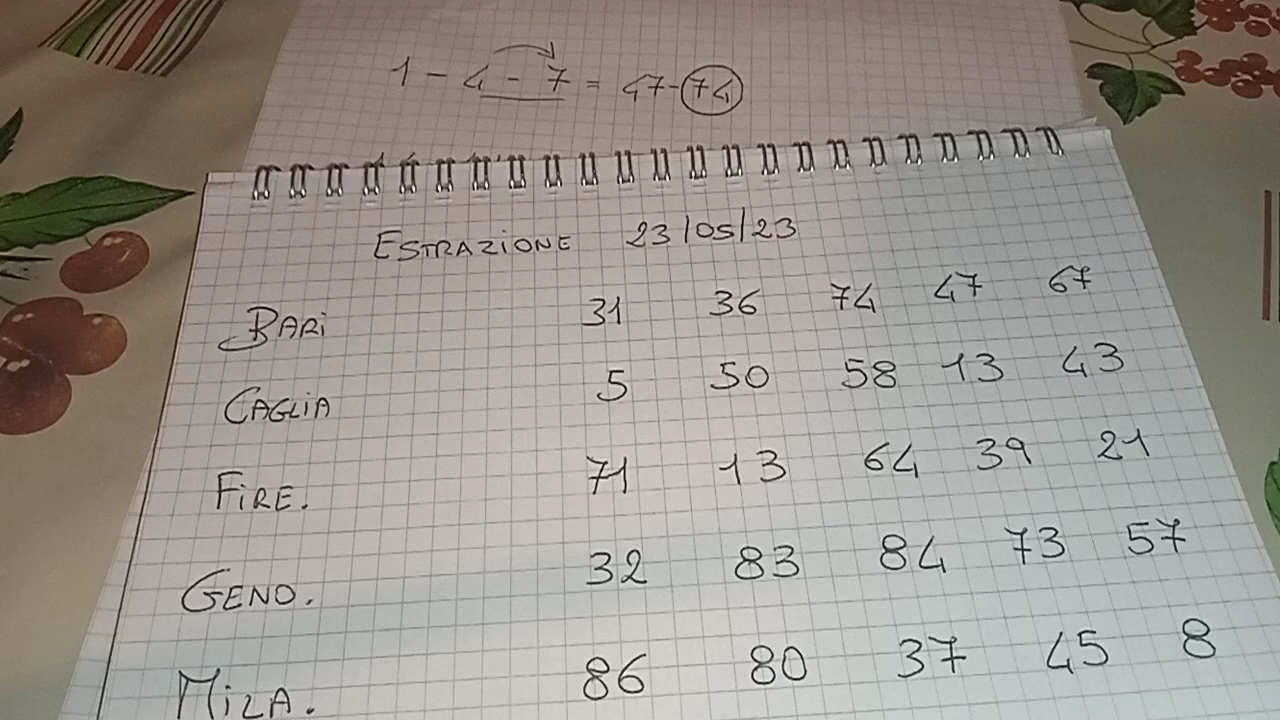 1 - 4 - 7 = 47 - 74
ESTRAZIONE 23/05/23
BARI 31 36 74 47 67
CAGLIA 5 50 58 13 43
FIRE. 71 13 64 39 21
GENO. 32 83 84 73 57
MILA. 86 80 37 45 8